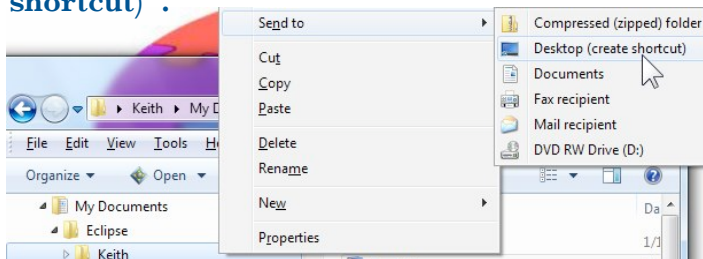 shortcut) .
Send to
Cut
Copy
Paste
Delete
Rename
New
Properties
Compressed (zipped) folder
Desktop (create shortcut)
Documents
Fax recipient
Mail recipient
DVD RW Drive (D:)
Keith My D
File Edit View Tools H
Organize Open
My Documents
Eclipse
Keith
Da
1/1